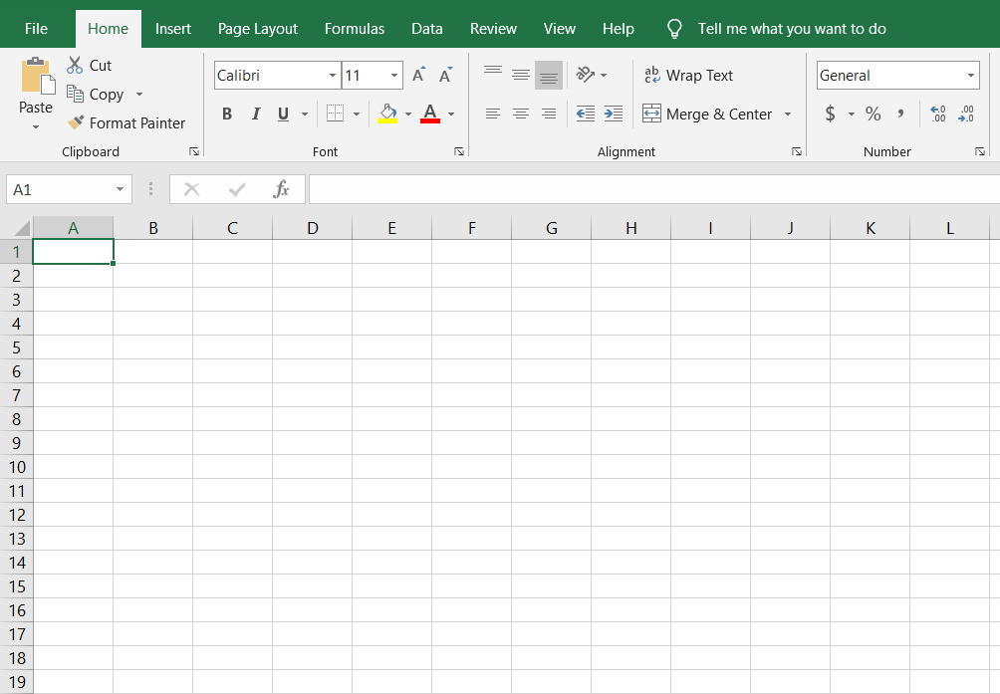 File Home Insert Page Layout Formulas Data Review View Help Tell me what you want to do
Cut
Copy
Format Painter
Paste
Clipboard
Calibri 11 A A
B I U A
Font
ab c Wrap Text
Merge & Center
Alignment
General
$ % , .0 .00 .00 .0
Number
A1 fx
A B C D E F G H I J K L
1
2
3
4
5
6
7
8
9
10
11
12
13
14
15
16
17
18
19